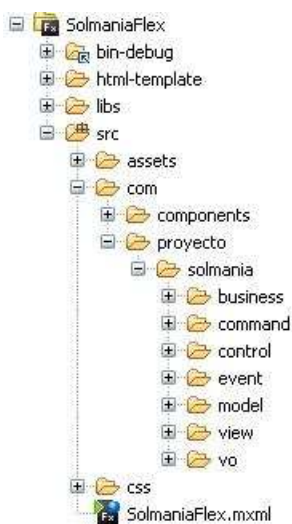 SolmaniaFlex
bin-debug
html-template
libs
src
assets
com
components
proyecto
solmania
business
command
control
event
model
view
vo
css
Fx SolmaniaFlex.mxml